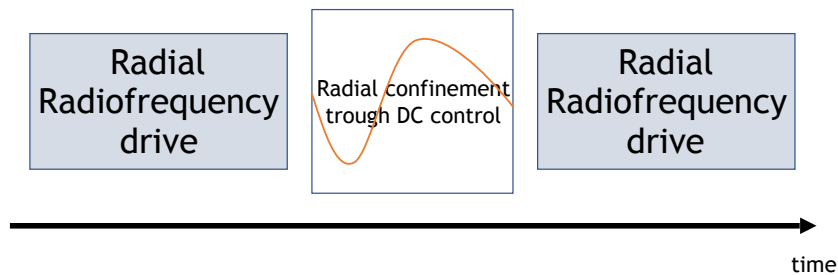 Radial
Radiofrequency
drive
Radial confinement
trough DC control
Radial
Radiofrequency
drive
time